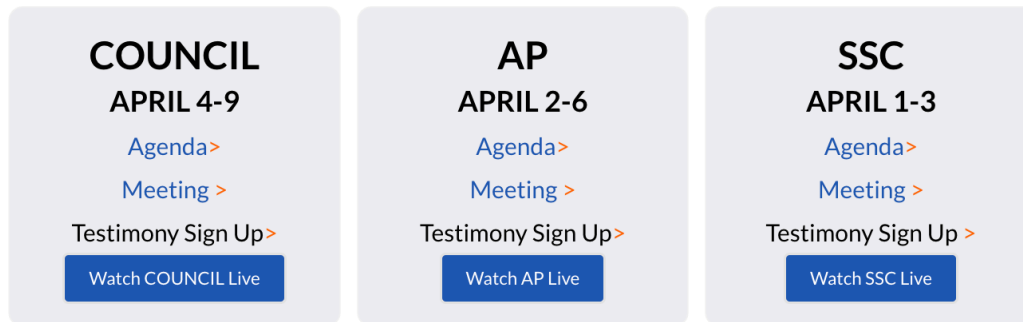 COUNCIL
APRIL 4-9
Agenda>
Meeting >
Testimony Sign Up>
Watch COUNCIL Live
AP
APRIL 2-6
Agenda>
Meeting >
Testimony Sign Up>
Watch AP Live
SSC
APRIL 1-3
Agenda>
Meeting >
Testimony Sign Up >
Watch SSC Live